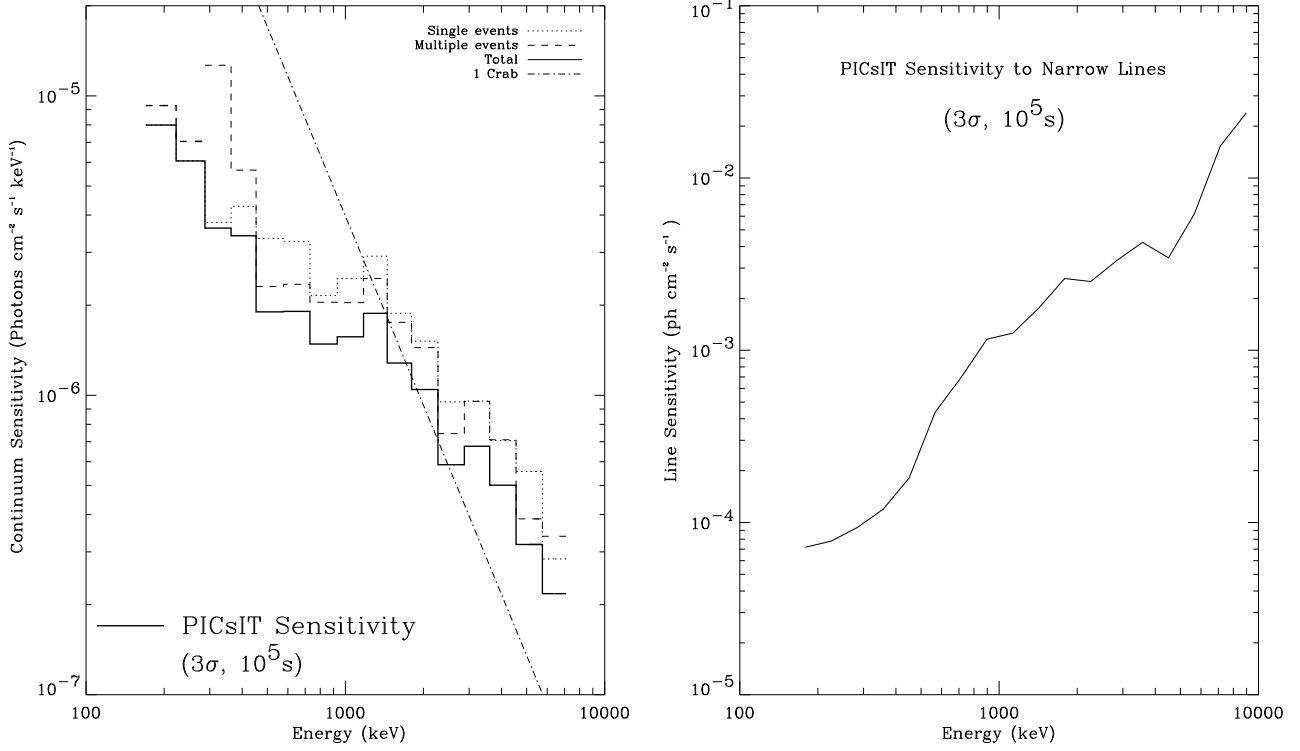 Single events
Multiple events
Total
1 Crab
10⁻⁵
10⁻⁶
10⁻⁷
Continuum Sensitivity (Photons cm⁻² s⁻¹ keV⁻¹)
PICsIT Sensitivity
(3σ, 10⁵s)
100 1000 10000
Energy (keV)
PICsIT Sensitivity to Narrow Lines
(3σ, 10⁵s)
10⁻¹
10⁻²
10⁻³
10⁻⁴
10⁻⁵
Line Sensitivity (ph cm⁻² s⁻¹ )
100 1000 10000
Energy (keV)